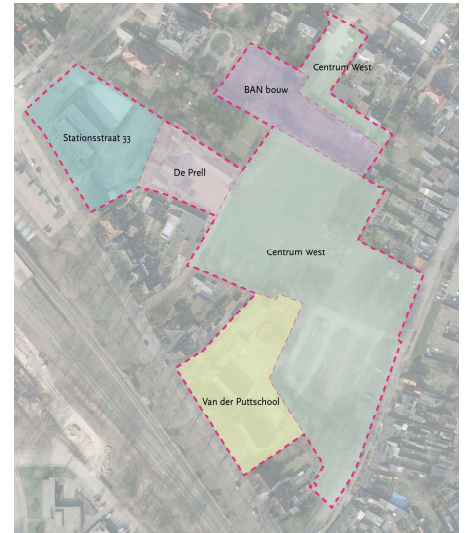 Centrum West
BAN bouw
Stationsstraat 33
De Prell
Centrum West
Van der Puttschool